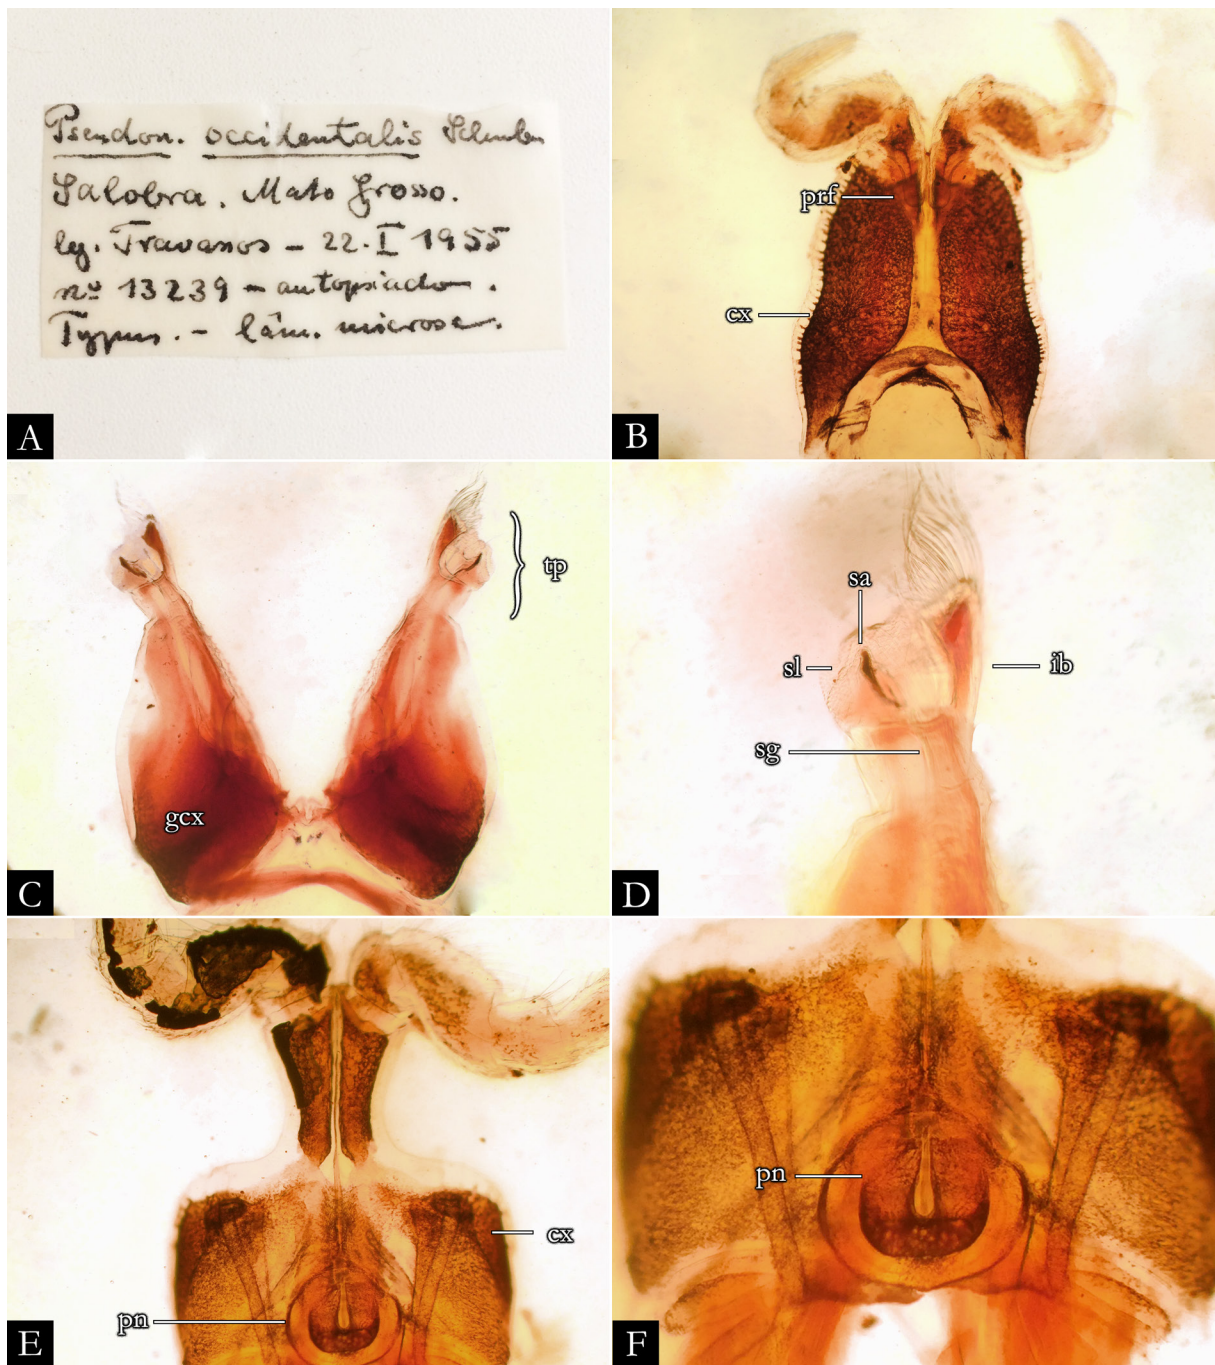 Pseudon. occidentalis Schuba
Salobra. Mato Grosso.
leg. Travassos – 22. I 1955
nº 13239 – autopsiado.
Typus. – lâm. microsc.
A
prf
cx
B
tp
gcx
C
sa
sl
ib
sg
D
cx
pn
E
pn
F